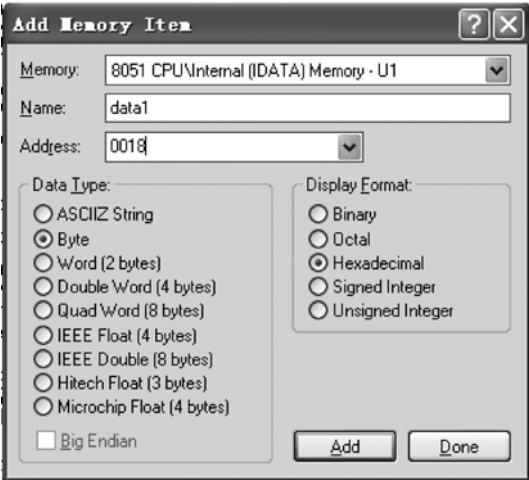 Add Memory Item
Memory: 8051 CPU\Internal (IDATA) Memory - U1
Name: data1
Address: 0018
Data Type:
ASCIIZ String
Byte
Word (2 bytes)
Double Word (4 bytes)
Quad Word (8 bytes)
IEEE Float (4 bytes)
IEEE Double (8 bytes)
Hitech Float (3 bytes)
Microchip Float (4 bytes)
Big Endian
Display Format:
Binary
Octal
Hexadecimal
Signed Integer
Unsigned Integer
Add
Done